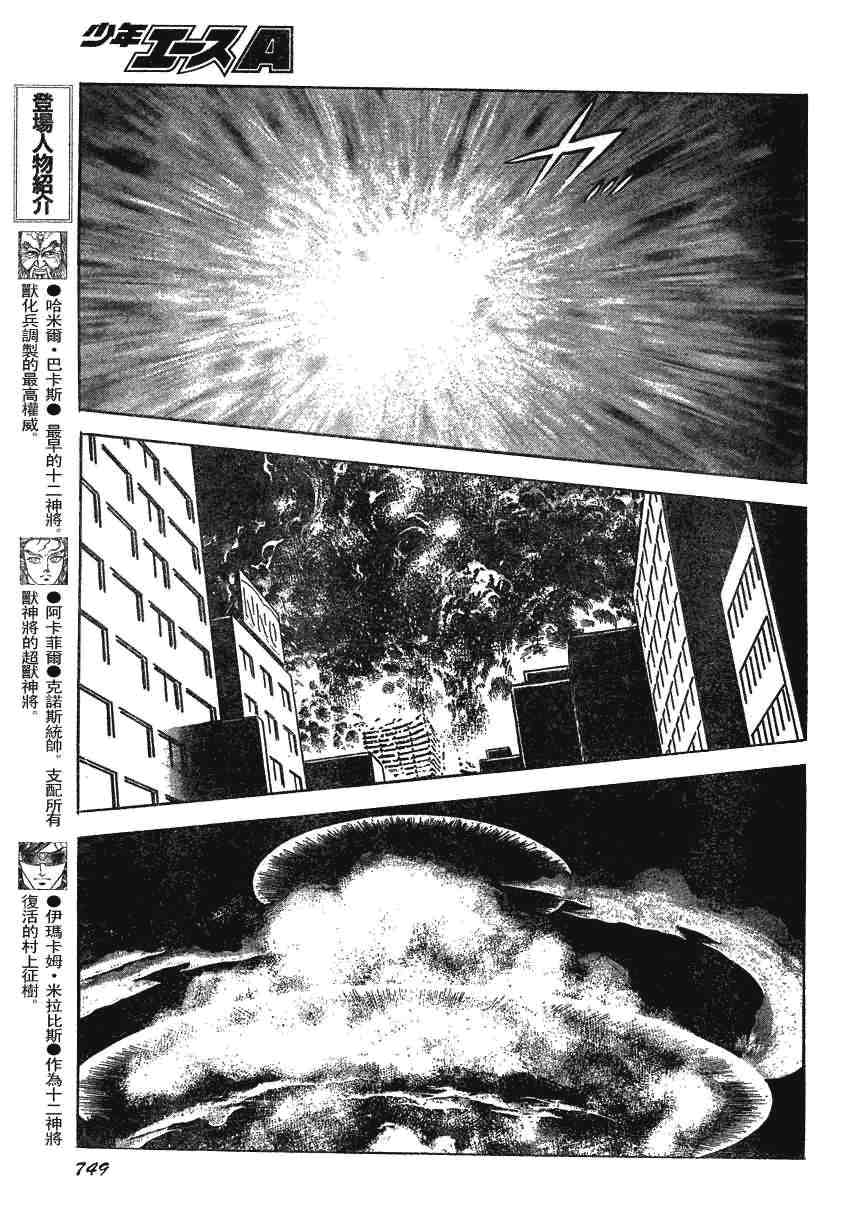 少年エースA
登場人物紹介
●哈米爾・巴卡斯●最早的十二神將。
獸化兵調製的最高權威。
●阿卡菲爾●克諾斯統帥。支配所有
獸神將的超獸神將。
●伊瑪卡姆・米拉比斯●作為十二神將
復活的村上征樹。
カ
NNO
749